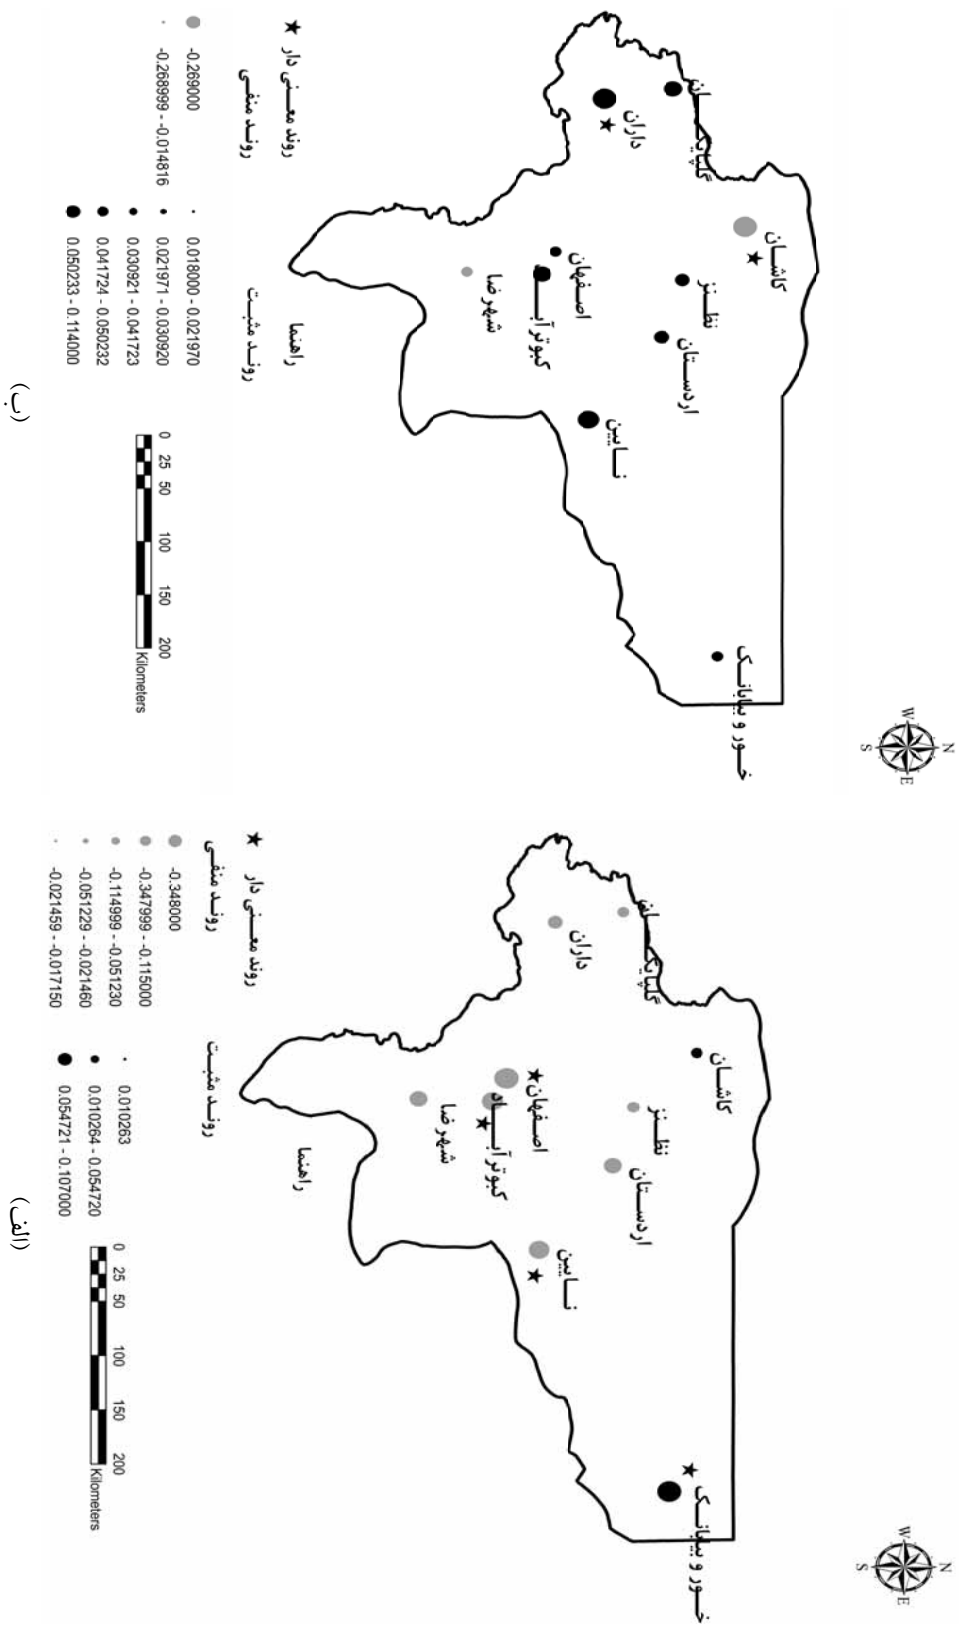 N
W
E
S
کاشان
گلپایگان
نطنز
داران
اردستان
اصفهان
کبوترآباد
نایین
شهرضا
خور و بیابانک
راهنما
★ روند معنی دار
روند منفی
-0.269000
-0.268999 - -0.014816
روند مثبت
0.018000 - 0.021970
0.021971 - 0.030920
0.030921 - 0.041723
0.041724 - 0.050232
0.050233 - 0.114000
0 25 50 100 150 200
Kilometers
(ب)
N
W
E
S
کاشان
گلپایگان
نطنز
داران
اردستان
اصفهان
کبوترآباد
نایین
شهرضا
خور و بیابانک
راهنما
★ روند معنی دار
روند منفی
-0.348000
-0.347999 - -0.115000
-0.114999 - -0.051230
-0.051229 - -0.021460
-0.021459 - -0.017150
روند مثبت
0.010263
0.010264 - 0.054720
0.054721 - 0.107000
0 25 50 100 150 200
Kilometers
(الف)